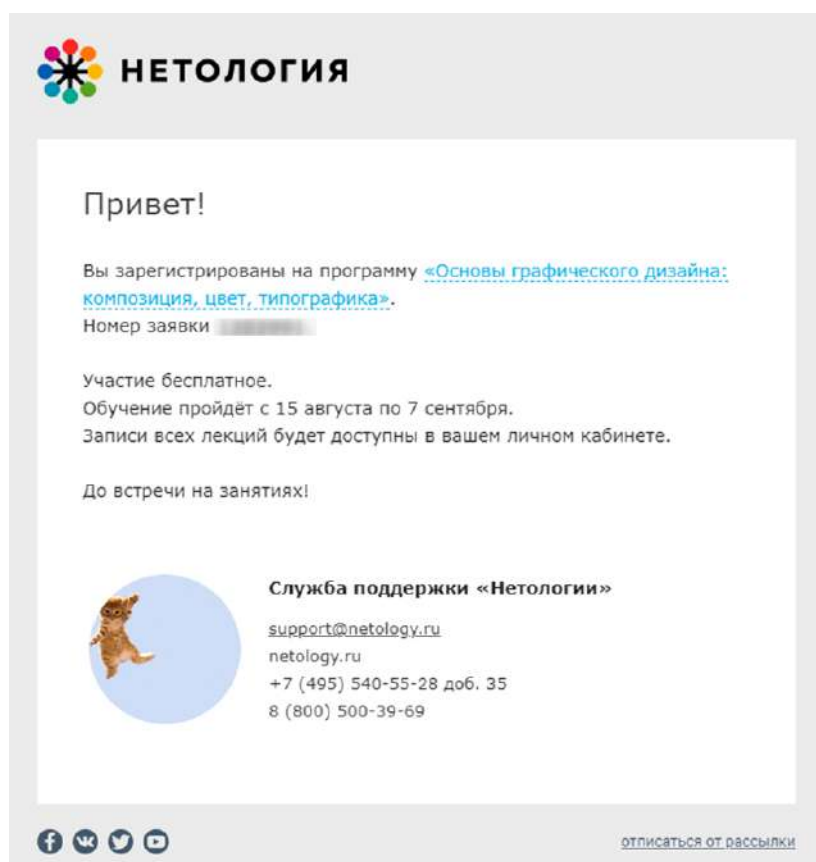 НЕТОЛОГИЯ
Привет!
Вы зарегистрированы на программу «Основы графического дизайна:
композиция, цвет, типографика».
Номер заявки
Участие бесплатное.
Обучение пройдёт с 15 августа по 7 сентября.
Записи всех лекций будет доступны в вашем личном кабинете.
До встречи на занятиях!
Служба поддержки «Нетологии»
support@netology.ru
netology.ru
+7 (495) 540-55-28 доб. 35
8 (800) 500-39-69
отписаться от рассылки